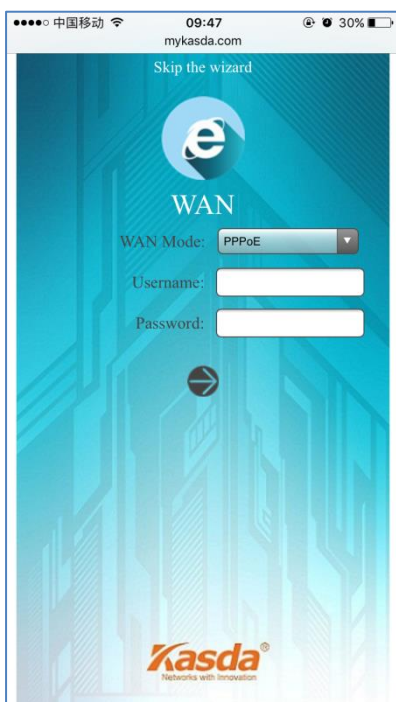 中国移动 09:47 30%
mykasda.com
Skip the wizard
WAN
WAN Mode: PPPoE
Username:
Password:
Kasda®
Networks with Innovation